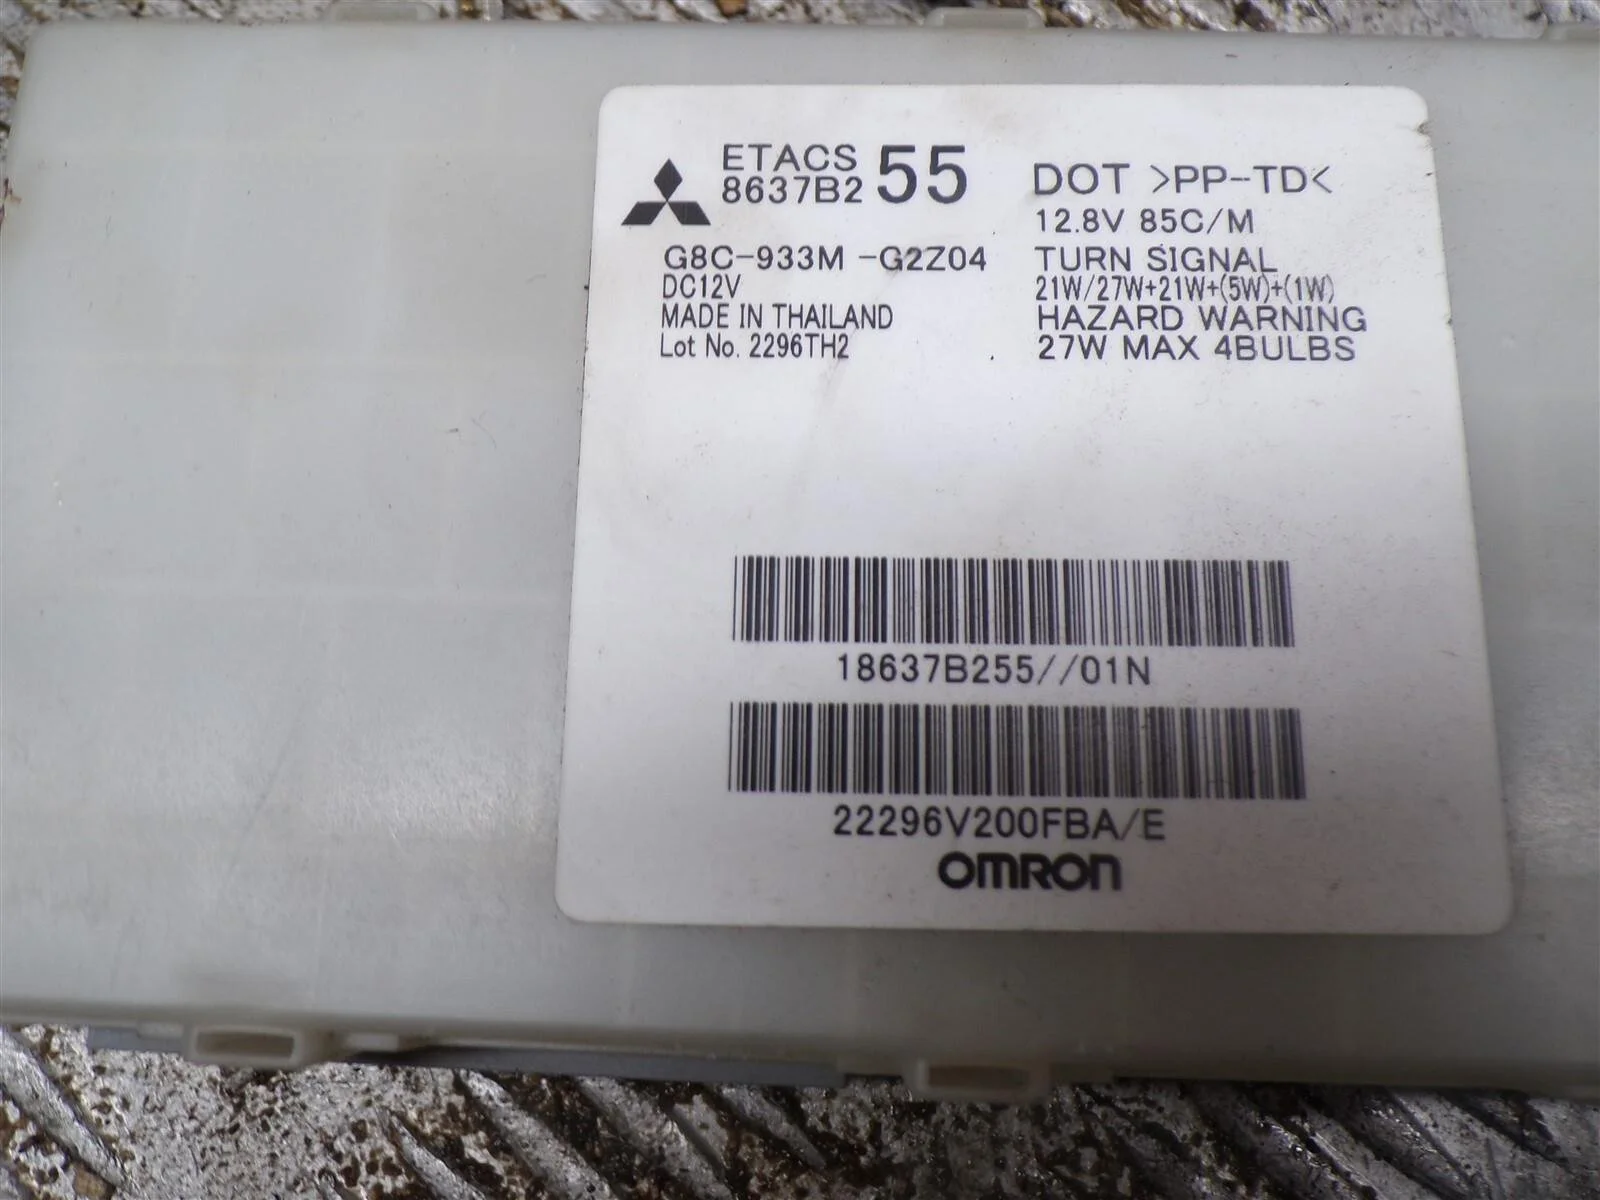 ETACS
8637B2 55
G8C-933M -G2Z04
DC12V
MADE IN THAILAND
Lot No. 2296TH2
DOT >PP-TD<
12.8V 85C/M
TURN SIGNAL
21W/27W+21W+(5W)+(1W)
HAZARD WARNING
27W MAX 4BULBS
18637B255//01N
22296V200FBA/E
OMRON